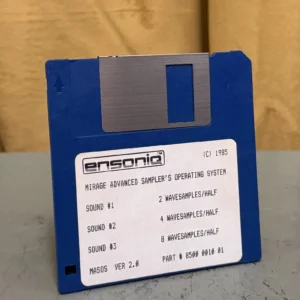 ensoniq (C) 1985
MIRAGE ADVANCED SAMPLER'S OPERATING SYSTEM
SOUND #1 2 WAVESAMPLES/HALF
SOUND #2 4 WAVESAMPLES/HALF
SOUND #3 8 WAVESAMPLES/HALF
MASOS VER 2.0 PART # 8500 0010 01